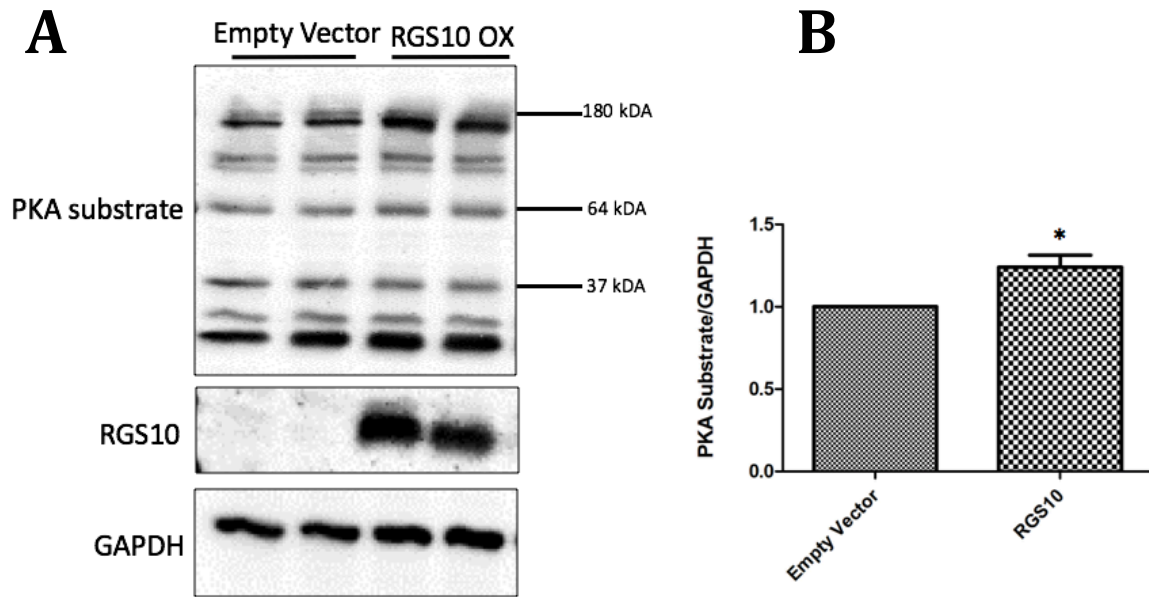 A
B
Empty Vector
RGS10 OX
180 kDA
PKA substrate
64 kDA
37 kDA
RGS10
GAPDH
PKA Substrate/GAPDH
1.5
1.0
0.5
0.0
*
Empty Vector
RGS10